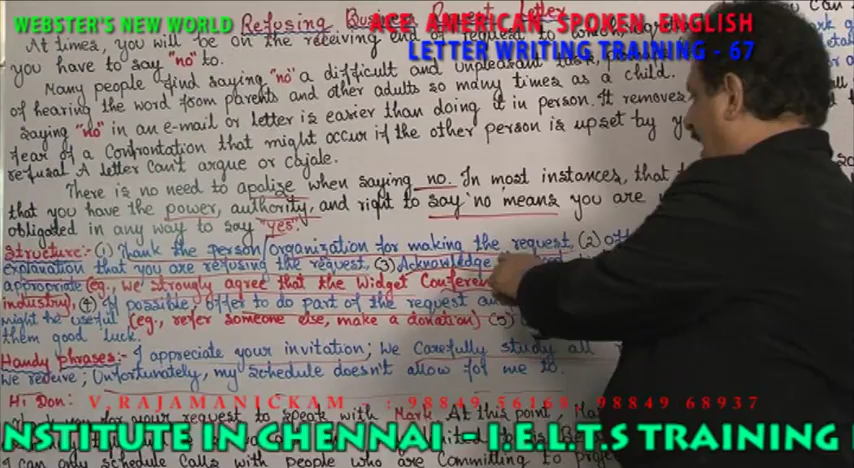 WEBSTER'S NEW WORLD
ACE AMERICAN SPOKEN ENGLISH
LETTER WRITING TRAINING - 67
Refusing Business Request Letter
At times, you will be on the receiving end of request to which
you have to say "no" to.
Many people find saying "no" a difficult and unpleasant task,
of hearing the word from parents and other adults so many times as a child.
Saying "no" in an e-mail or letter is easier than doing it in person. It removes
fear of a confrontation that might occur if the other person is upset by
refusal. A letter can't argue or cajole.
There is no need to apolize when saying no. In most instances, that
that you have the power, authority, and right to say 'no' means you are
obligated in any way to say "yes".
Structure:- (1) Thank the person/organization for making the request, (2)
explanation that you are refusing the request, (3) Acknowledge
appropriate (eg., we strongly agree that the Widget
industry), (4) If possible, offer to do part of the request
might be useful (eg., refer someone else, make a donation) (5)
them good luck.
Handy phrases:- I appreciate your invitation; We carefully study all
we receive; Unfortunately, my schedule doesn't allow for me to.
V. RAJAMANICKAM : 98849 56168 98849 68937
Hi Don:
for your request to speak with Mark. At this point,
NSTITUTE IN CHENNAI - I.E.L.T.S TRAINING
I can only schedule calls with people who are committing to